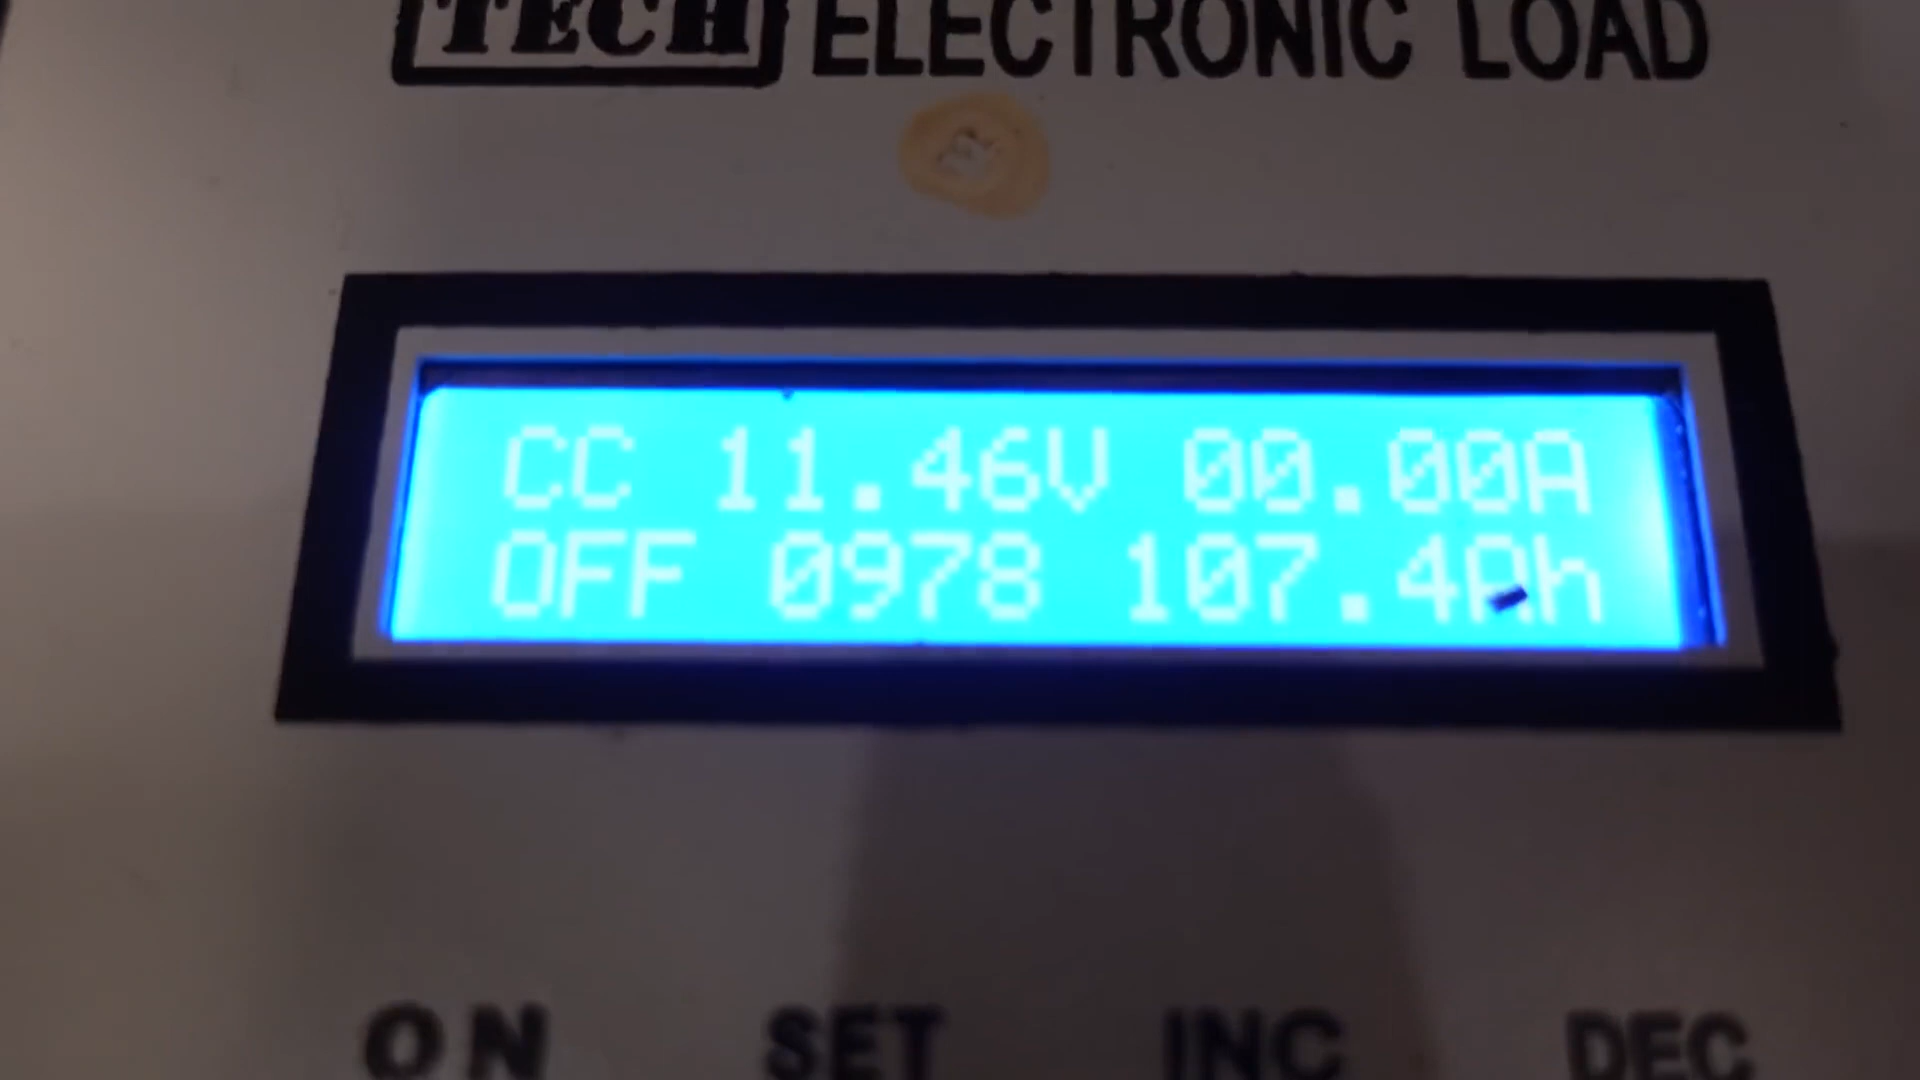 TECH ELECTRONIC LOAD
CC 11.46V 00.00A
OFF 0978 107.4Ah
ON SET INC DEC